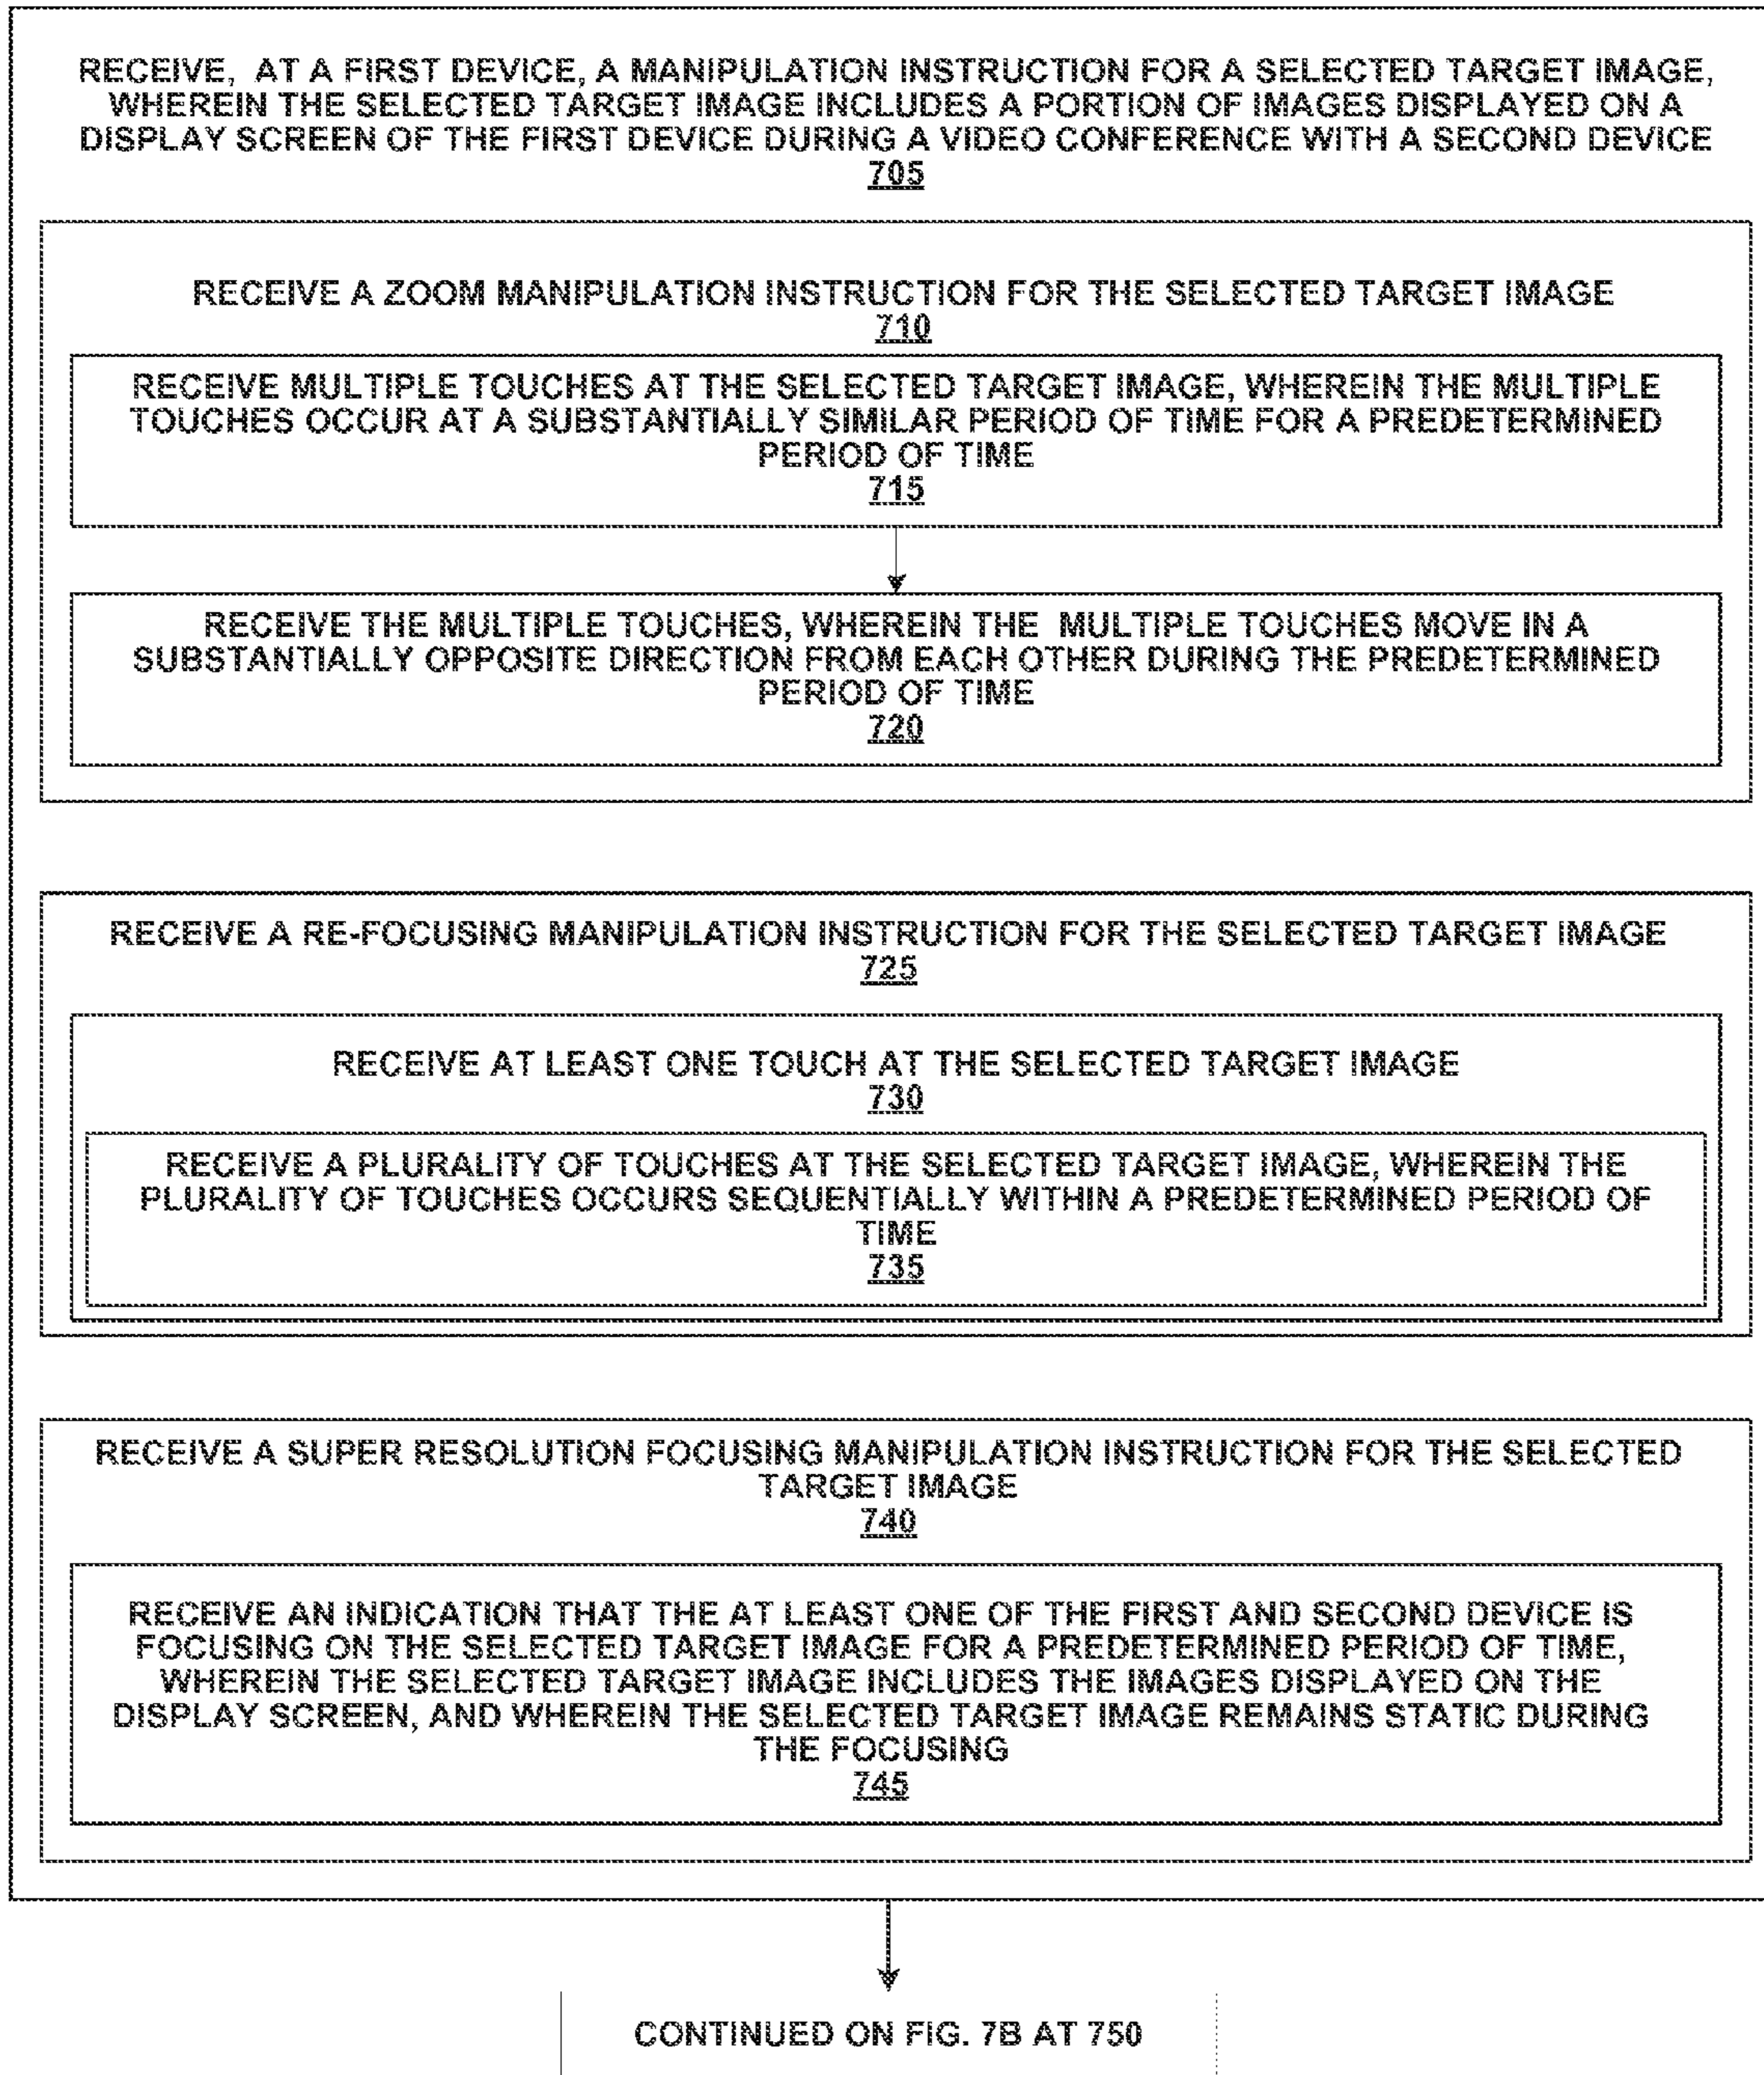 RECEIVE, AT A FIRST DEVICE, A MANIPULATION INSTRUCTION FOR A SELECTED TARGET IMAGE,
WHEREIN THE SELECTED TARGET IMAGE INCLUDES A PORTION OF IMAGES DISPLAYED ON A
DISPLAY SCREEN OF THE FIRST DEVICE DURING A VIDEO CONFERENCE WITH A SECOND DEVICE
705
RECEIVE A ZOOM MANIPULATION INSTRUCTION FOR THE SELECTED TARGET IMAGE
710
RECEIVE MULTIPLE TOUCHES AT THE SELECTED TARGET IMAGE, WHEREIN THE MULTIPLE
TOUCHES OCCUR AT A SUBSTANTIALLY SIMILAR PERIOD OF TIME FOR A PREDETERMINED
PERIOD OF TIME
715
RECEIVE THE MULTIPLE TOUCHES, WHEREIN THE MULTIPLE TOUCHES MOVE IN A
SUBSTANTIALLY OPPOSITE DIRECTION FROM EACH OTHER DURING THE PREDETERMINED
PERIOD OF TIME
720
RECEIVE A RE-FOCUSING MANIPULATION INSTRUCTION FOR THE SELECTED TARGET IMAGE
725
RECEIVE AT LEAST ONE TOUCH AT THE SELECTED TARGET IMAGE
730
RECEIVE A PLURALITY OF TOUCHES AT THE SELECTED TARGET IMAGE, WHEREIN THE
PLURALITY OF TOUCHES OCCURS SEQUENTIALLY WITHIN A PREDETERMINED PERIOD OF
TIME
735
RECEIVE A SUPER RESOLUTION FOCUSING MANIPULATION INSTRUCTION FOR THE SELECTED
TARGET IMAGE
740
RECEIVE AN INDICATION THAT THE AT LEAST ONE OF THE FIRST AND SECOND DEVICE IS
FOCUSING ON THE SELECTED TARGET IMAGE FOR A PREDETERMINED PERIOD OF TIME,
WHEREIN THE SELECTED TARGET IMAGE INCLUDES THE IMAGES DISPLAYED ON THE
DISPLAY SCREEN, AND WHEREIN THE SELECTED TARGET IMAGE REMAINS STATIC DURING
THE FOCUSING
745
CONTINUED ON FIG. 7B AT 750